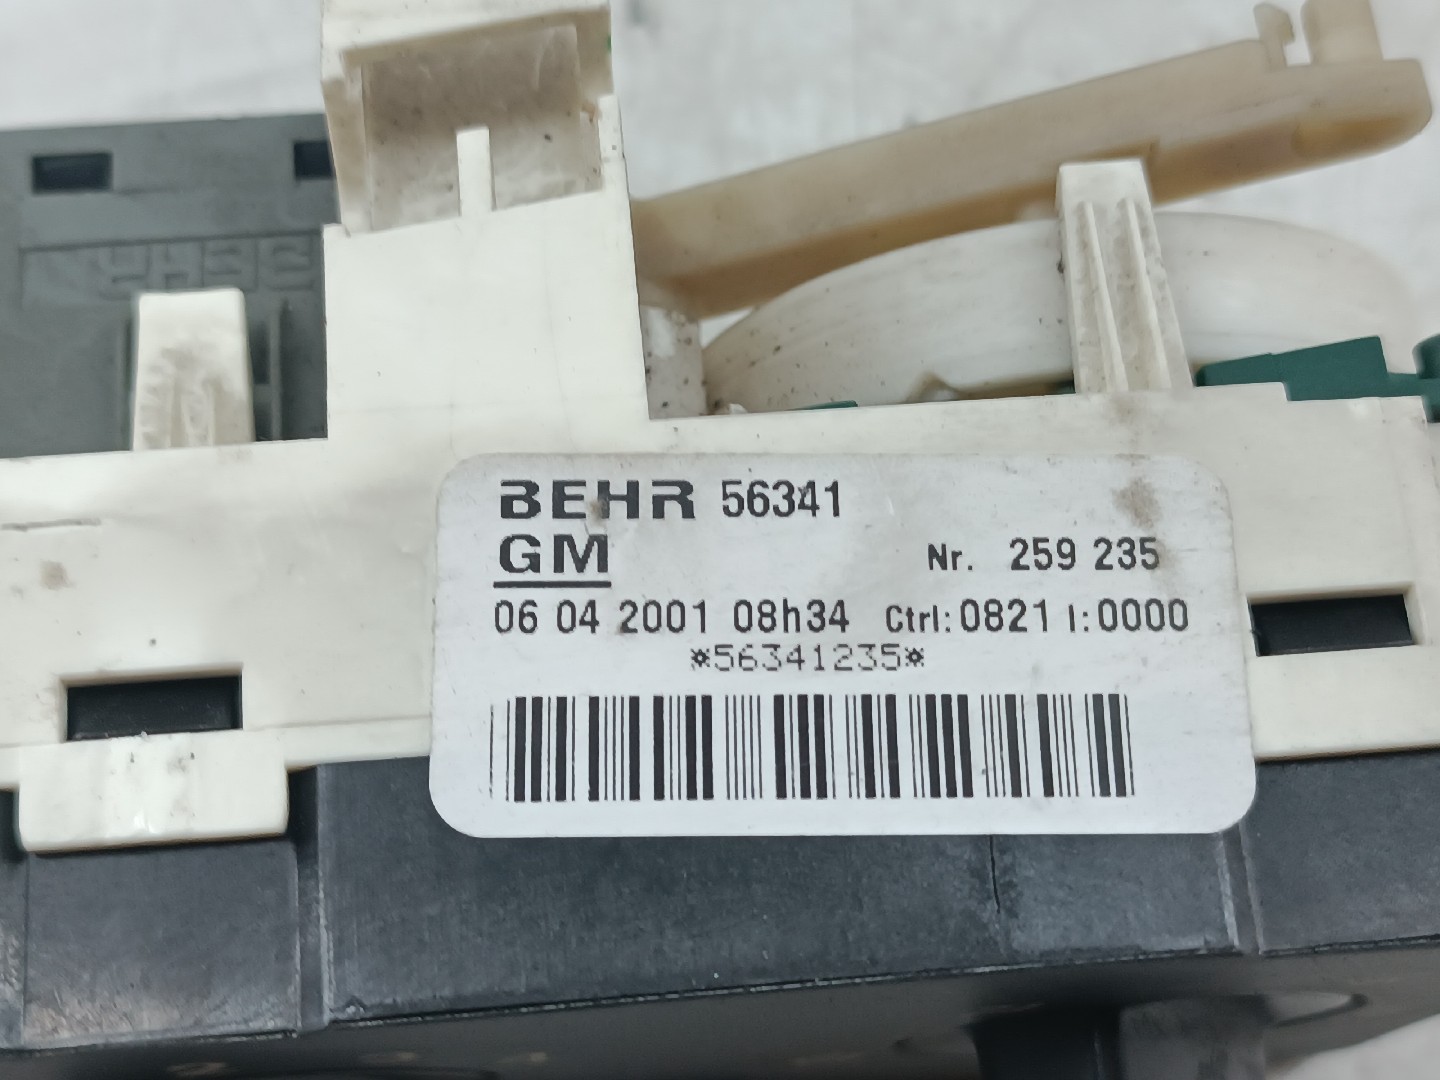 BEHR 56341
GM
Nr. 259 235
06 04 2001 08h34 Ctrl:0821 I:0000
*56341235*